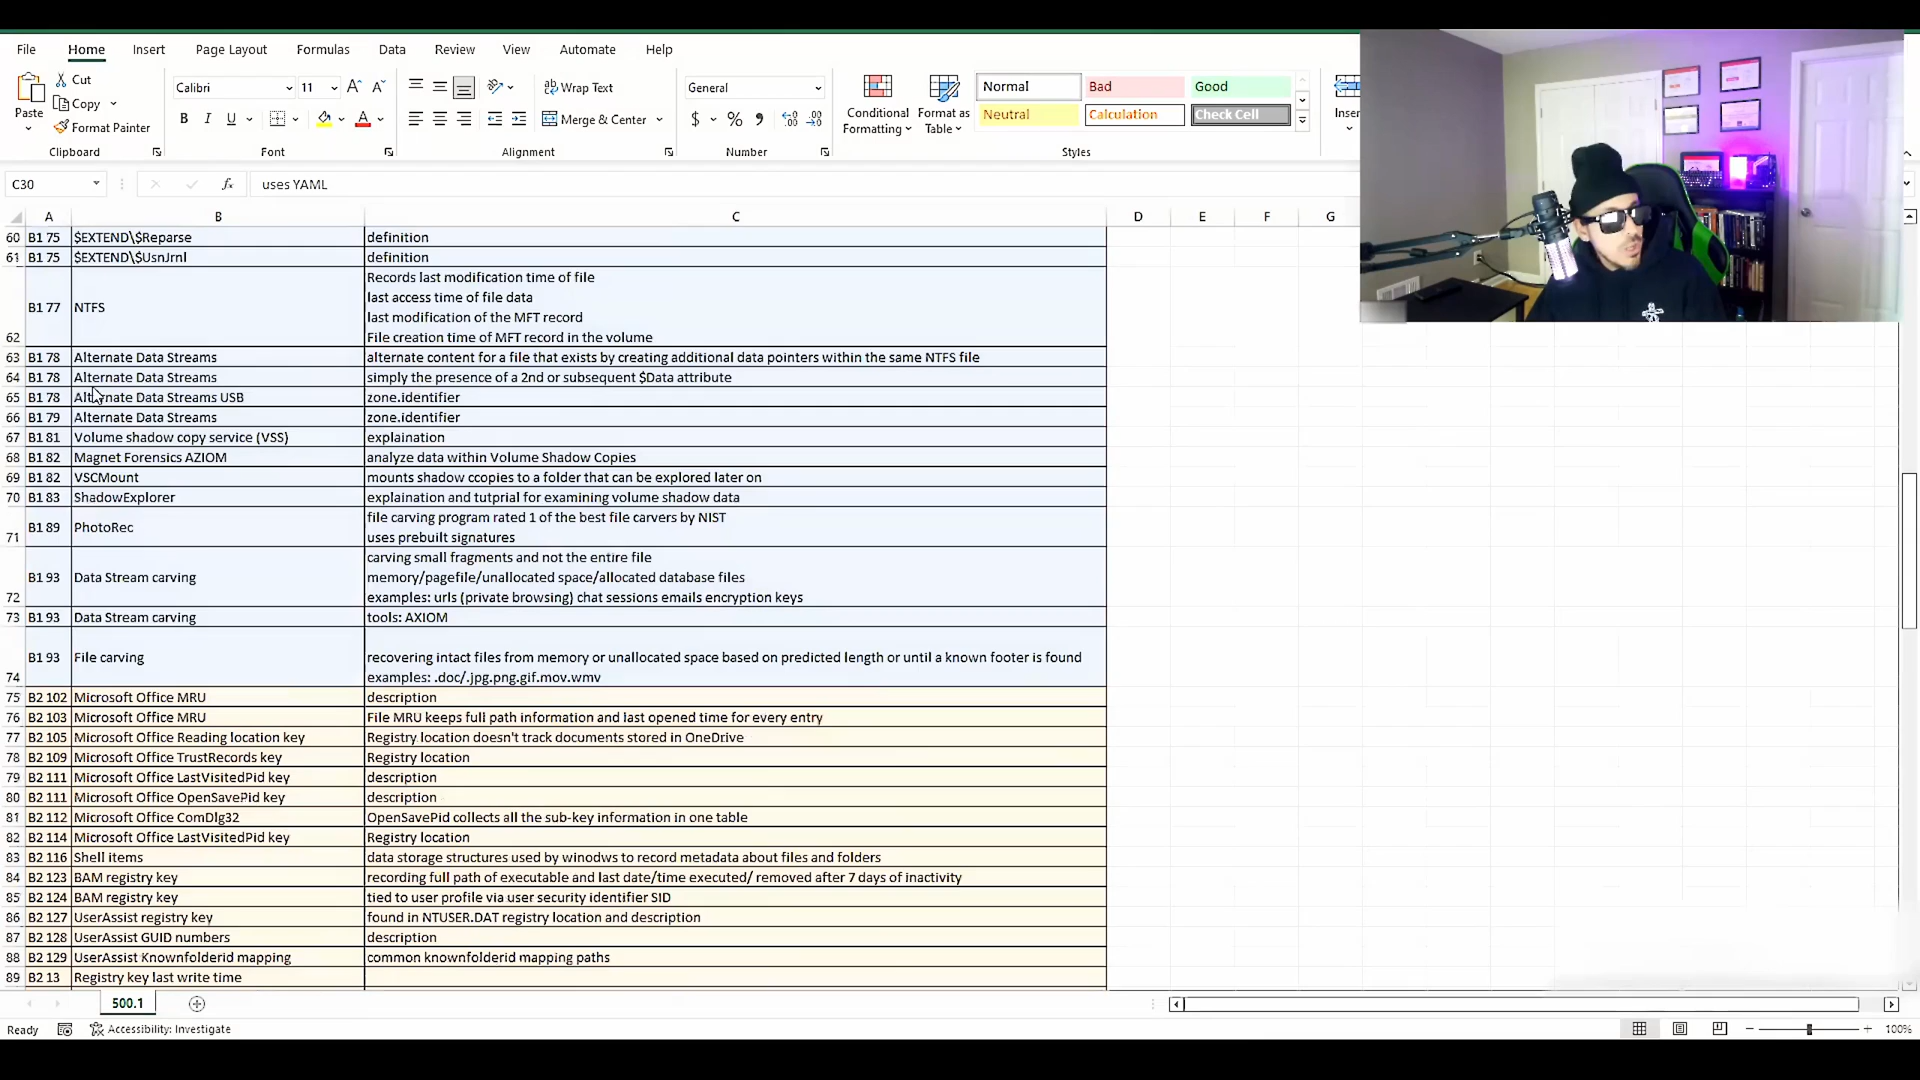 File Home Insert Page Layout Formulas Data Review View Automate Help
Cut
Copy
Format Painter
Paste
Clipboard
Calibri 11
B I U
Font
Wrap Text
Merge & Center
Alignment
General
$ % 9
Number
Conditional Formatting
Format as Table
Normal Bad Good
Neutral Calculation Check Cell
Styles
Inser
C30 fx uses YAML
A B C D E F G
60 B1 75 $EXTEND\$Reparse definition
61 B1 75 $EXTEND\$UsnJrnl definition
Records last modification time of file
last access time of file data
B1 77 NTFS
last modification of the MFT record
62 File creation time of MFT record in the volume
63 B1 78 Alternate Data Streams alternate content for a file that exists by creating additional data pointers within the same NTFS file
64 B1 78 Alternate Data Streams simply the presence of a 2nd or subsequent $Data attribute
65 B1 78 Alternate Data Streams USB zone.identifier
66 B1 79 Alternate Data Streams zone.identifier
67 B1 81 Volume shadow copy service (VSS) explaination
68 B1 82 Magnet Forensics AZIOM analyze data within Volume Shadow Copies
69 B1 82 VSCMount mounts shadow ccopies to a folder that can be explored later on
70 B1 83 ShadowExplorer explaination and tutprial for examining volume shadow data
file carving program rated 1 of the best file carvers by NIST
B1 89 PhotoRec
71 uses prebuilt signatures
carving small fragments and not the entire file
B1 93 Data Stream carving memory/pagefile/unallocated space/allocated database files
72 examples: urls (private browsing) chat sessions emails encryption keys
73 B1 93 Data Stream carving tools: AXIOM
B1 93 File carving recovering intact files from memory or unallocated space based on predicted length or until a known footer is found
74 examples: .doc/.jpg.png.gif.mov.wmv
75 B2 102 Microsoft Office MRU description
76 B2 103 Microsoft Office MRU File MRU keeps full path information and last opened time for every entry
77 B2 105 Microsoft Office Reading location key Registry location doesn't track documents stored in OneDrive
78 B2 109 Microsoft Office TrustRecords key Registry location
79 B2 111 Microsoft Office LastVisitedPid key description
80 B2 111 Microsoft Office OpenSavePid key description
81 B2 112 Microsoft Office ComDlg32 OpenSavePid collects all the sub-key information in one table
82 B2 114 Microsoft Office LastVisitedPid key Registry location
83 B2 116 Shell items data storage structures used by winodws to record metadata about files and folders
84 B2 123 BAM registry key recording full path of executable and last date/time executed/ removed after 7 days of inactivity
85 B2 124 BAM registry key tied to user profile via user security identifier SID
86 B2 127 UserAssist registry key found in NTUSER.DAT registry location and description
87 B2 128 UserAssist GUID numbers description
88 B2 129 UserAssist Knownfolderid mapping common knownfolderid mapping paths
89 B2 13 Registry key last write time
500.1
Ready Accessibility: Investigate 100%